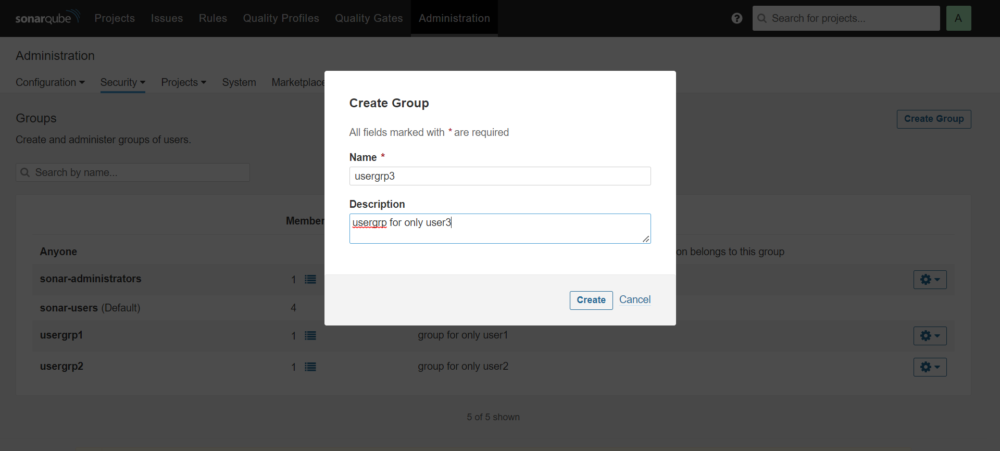 sonarqube Projects Issues Rules Quality Profiles Quality Gates Administration ? Search for projects... A
Administration
Configuration Security Projects System Marketplace
Groups
Create and administer groups of users.
Create Group
Search by name...
Create Group
All fields marked with * are required
Name *
usergrp3
Description
usergrp for only user3
Create Cancel
Member
Anyone on belongs to this group
sonar-administrators 1
sonar-users (Default) 4
usergrp1 1 group for only user1
usergrp2 1 group for only user2
5 of 5 shown